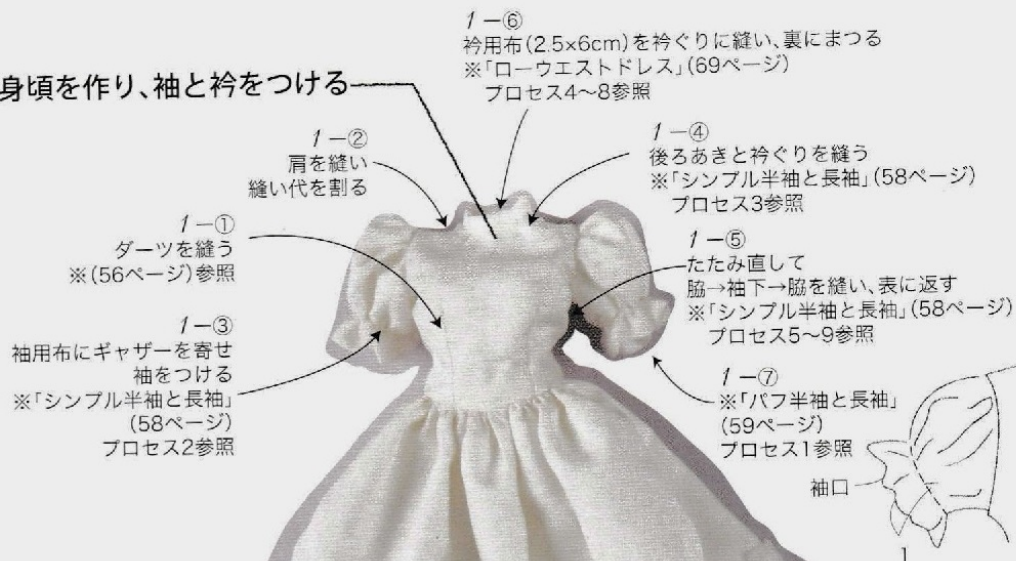 1－⑥
衿用布(2.5×6cm)を衿ぐりに縫い、裏にまつる
※「ローウエストドレス」(69ページ)
プロセス4〜8参照
身頃を作り、袖と衿をつける
1－②
肩を縫い
縫い代を割る
1－④
後ろあきと衿ぐりを縫う
※「シンプル半袖と長袖」(58ページ)
プロセス3参照
1－①
ダーツを縫う
※(56ページ)参照
1－⑤
たたみ直して
脇→袖下→脇を縫い、表に返す
※「シンプル半袖と長袖」(58ページ)
プロセス5〜9参照
1－③
袖用布にギャザーを寄せ
袖をつける
※「シンプル半袖と長袖」
(58ページ)
プロセス2参照
1－⑦
※「パフ半袖と長袖」
(59ページ)
プロセス1参照
袖口
1